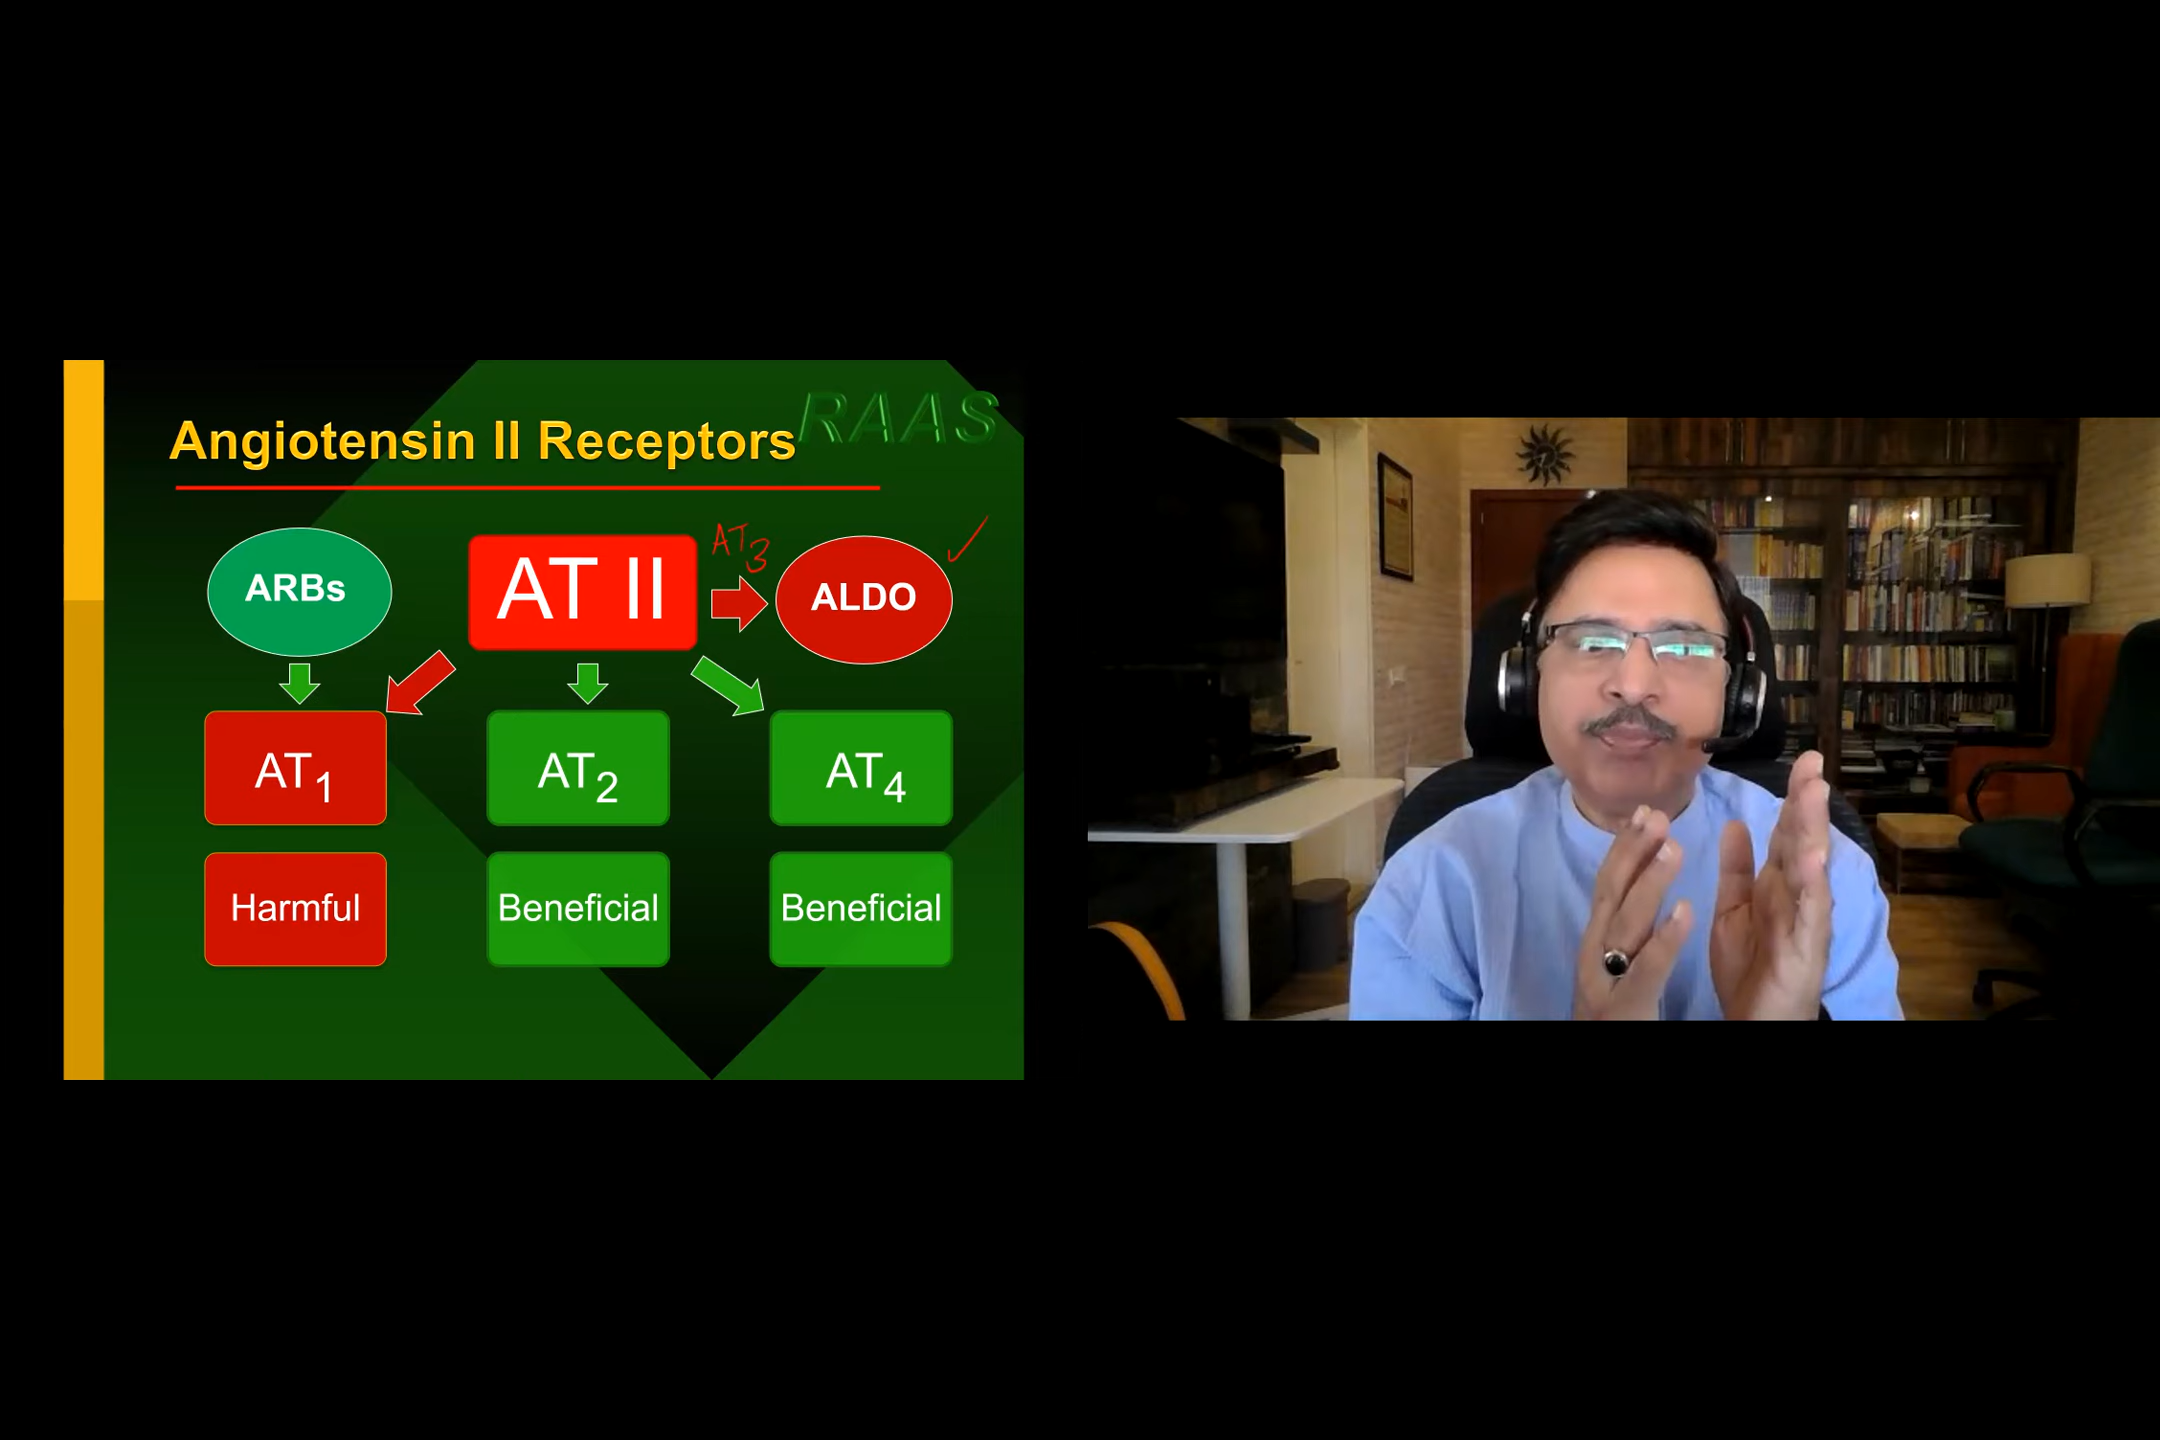 RAAS
Angiotensin II Receptors
ARBs
AT II
AT3
ALDO
AT1
AT2
AT4
Harmful
Beneficial
Beneficial